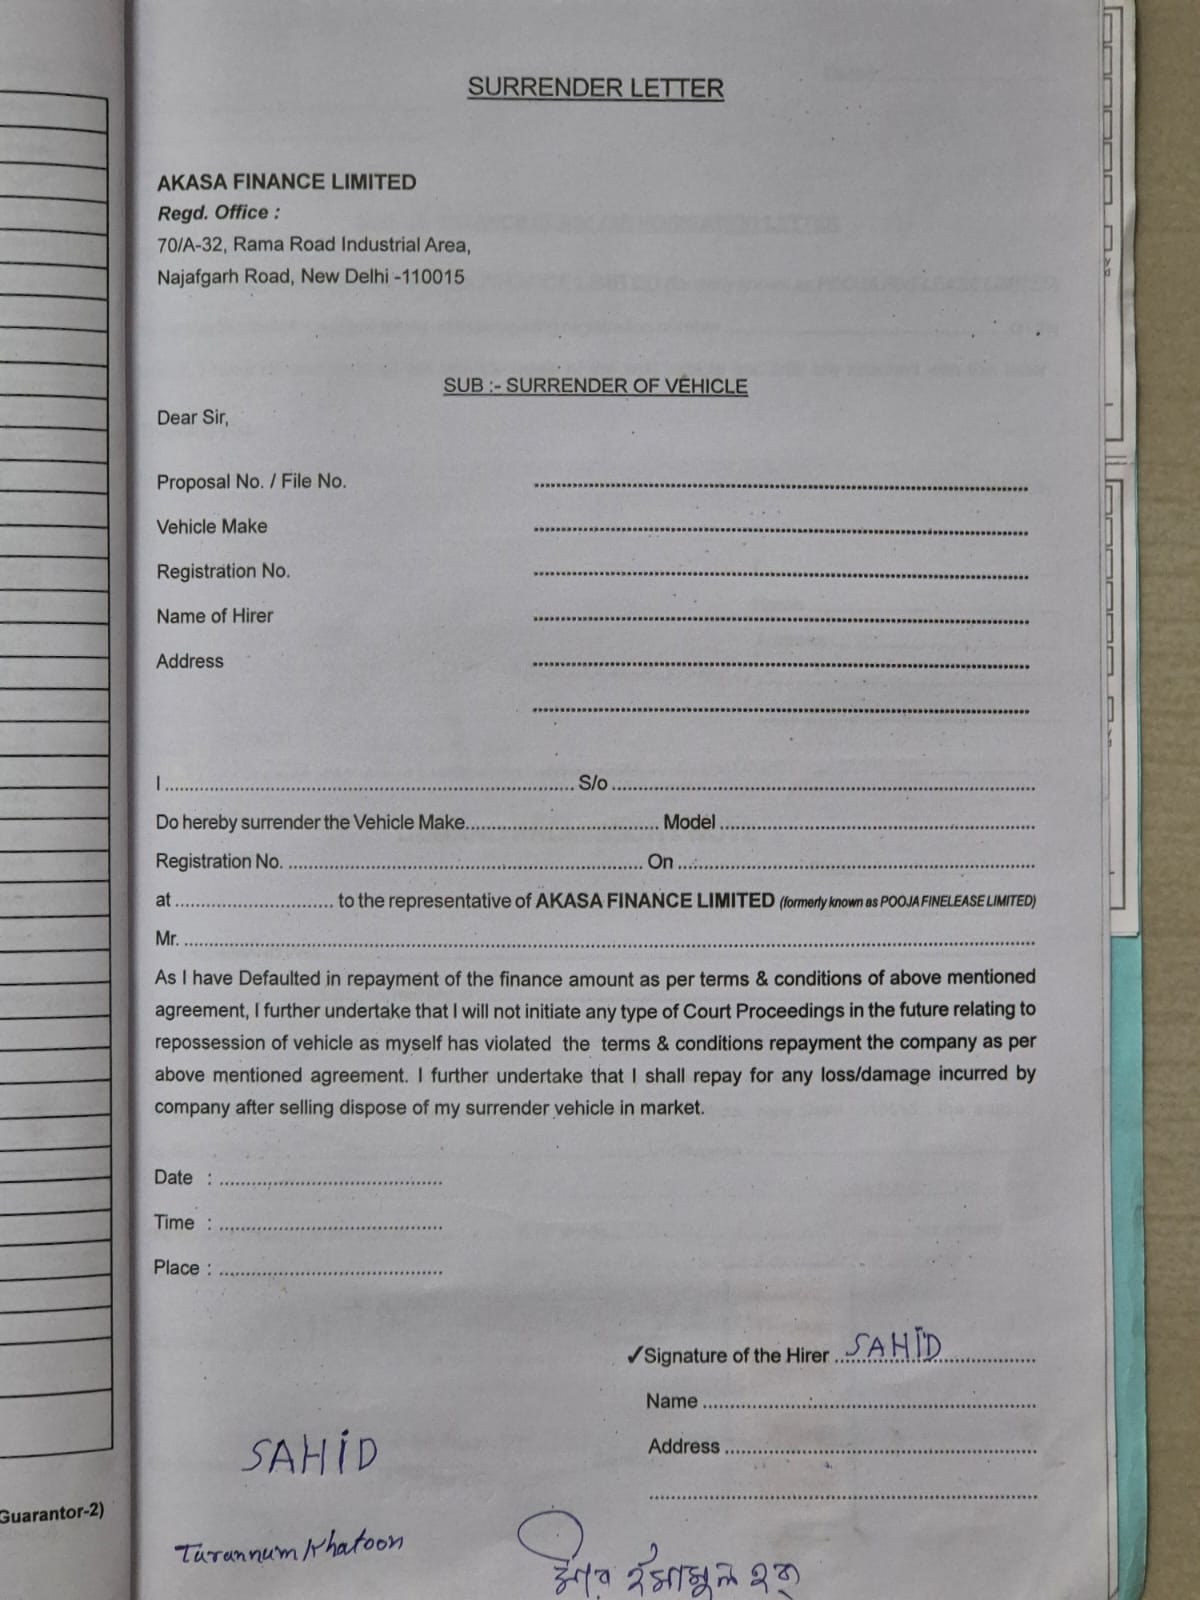 SURRENDER LETTER
AKASA FINANCE LIMITED
Regd. Office :
70/A-32, Rama Road Industrial Area,
Najafgarh Road, New Delhi -110015
SUB :- SURRENDER OF VEHICLE
Dear Sir,
Proposal No. / File No. ........................................
Vehicle Make ........................................
Registration No. ........................................
Name of Hirer ........................................
Address ........................................
........................................
I ........................................ S/o ........................................
Do hereby surrender the Vehicle Make.............................. Model ........................................
Registration No. ........................................ On ........................................
at .............................. to the representative of AKASA FINANCE LIMITED (formerly known as POOJA FINELEASE LIMITED)
Mr. ........................................
As I have Defaulted in repayment of the finance amount as per terms & conditions of above mentioned
agreement, I further undertake that I will not initiate any type of Court Proceedings in the future relating to
repossession of vehicle as myself has violated the terms & conditions repayment the company as per
above mentioned agreement. I further undertake that I shall repay for any loss/damage incurred by
company after selling dispose of my surrender vehicle in market.
Date : ........................................
Time : ........................................
Place : ........................................
✓Signature of the Hirer ... SAHID ...............
Name ........................................
Address ........................................
........................................
SAHID
Guarantor-2)
Turannum Khatoon
ইমামুল হক